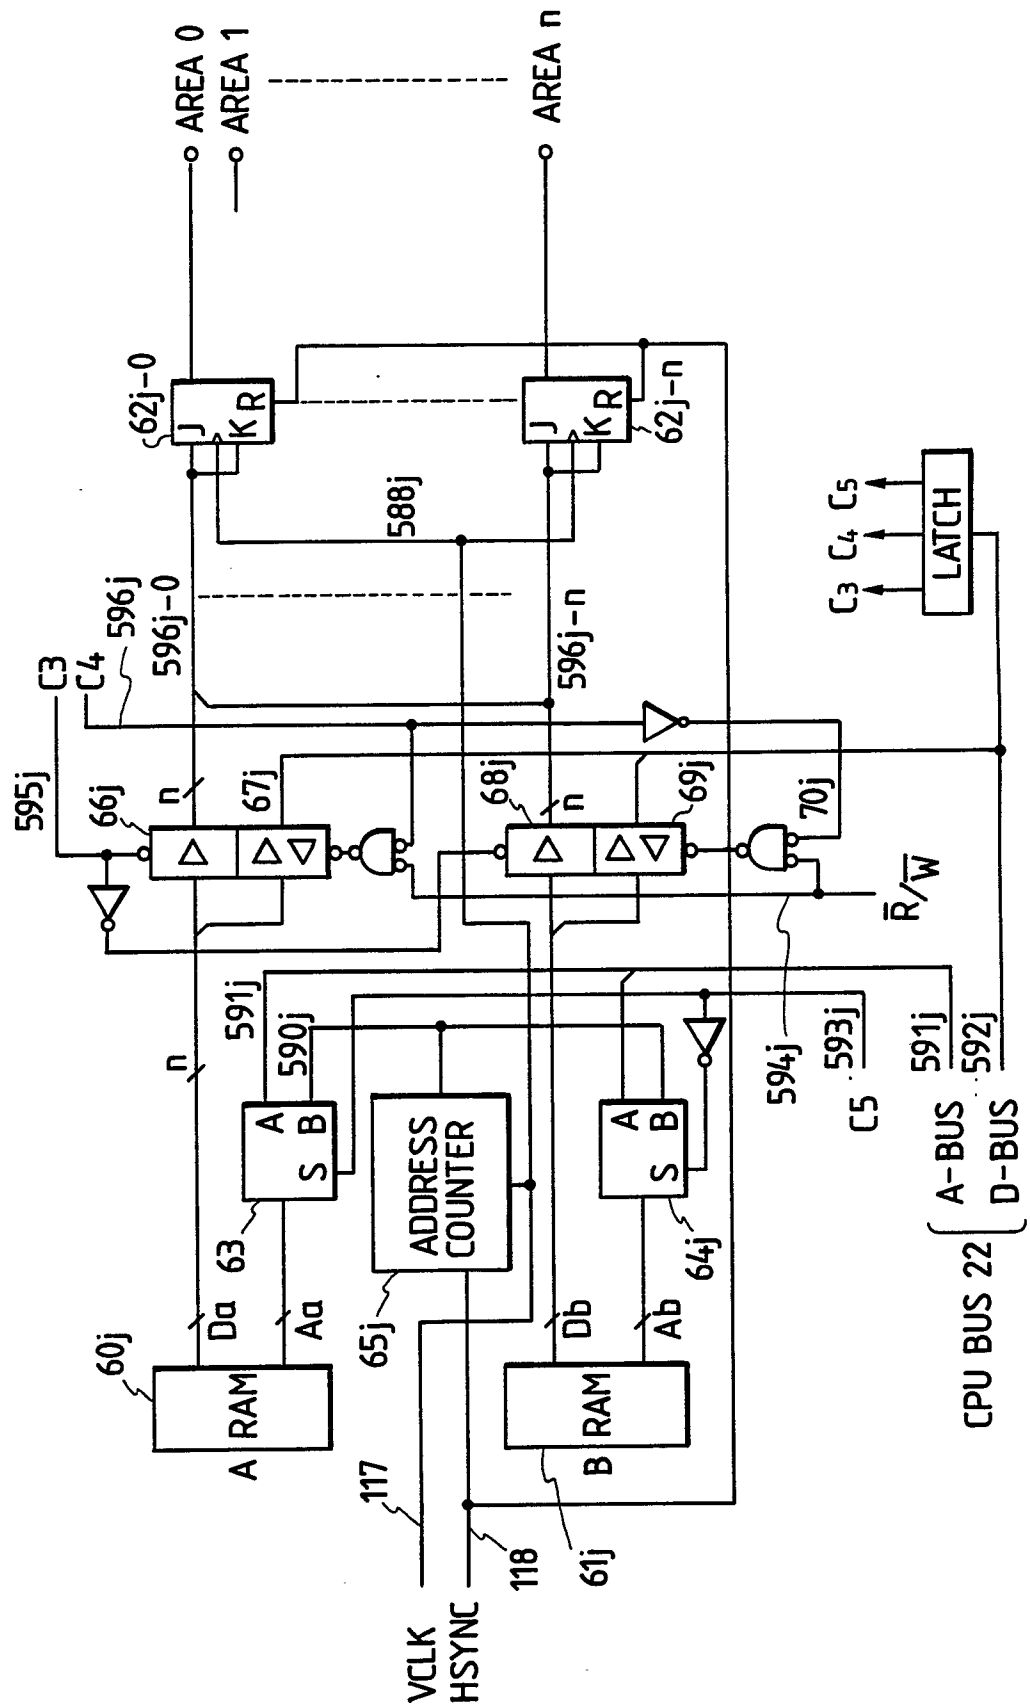 AREA 0
AREA 1
AREA n
62j-0
J
K
R
62j-n
J
K
R
588j
C3
C4
C5
LATCH
596j
596j-0
596j-n
C3
C4
595j
66j
n
67j
68j
n
69j
70j
R̅/W̅
n
591j
590j
A
B
S
63
ADDRESS
COUNTER
65j
A
B
S
64j
594j
593j
C5
591j
592j
A-BUS
D-BUS
CPU BUS 22
60j
Da
Aa
RAM
A
Db
Ab
RAM
B
61j
117
118
VCLK
HSYNC